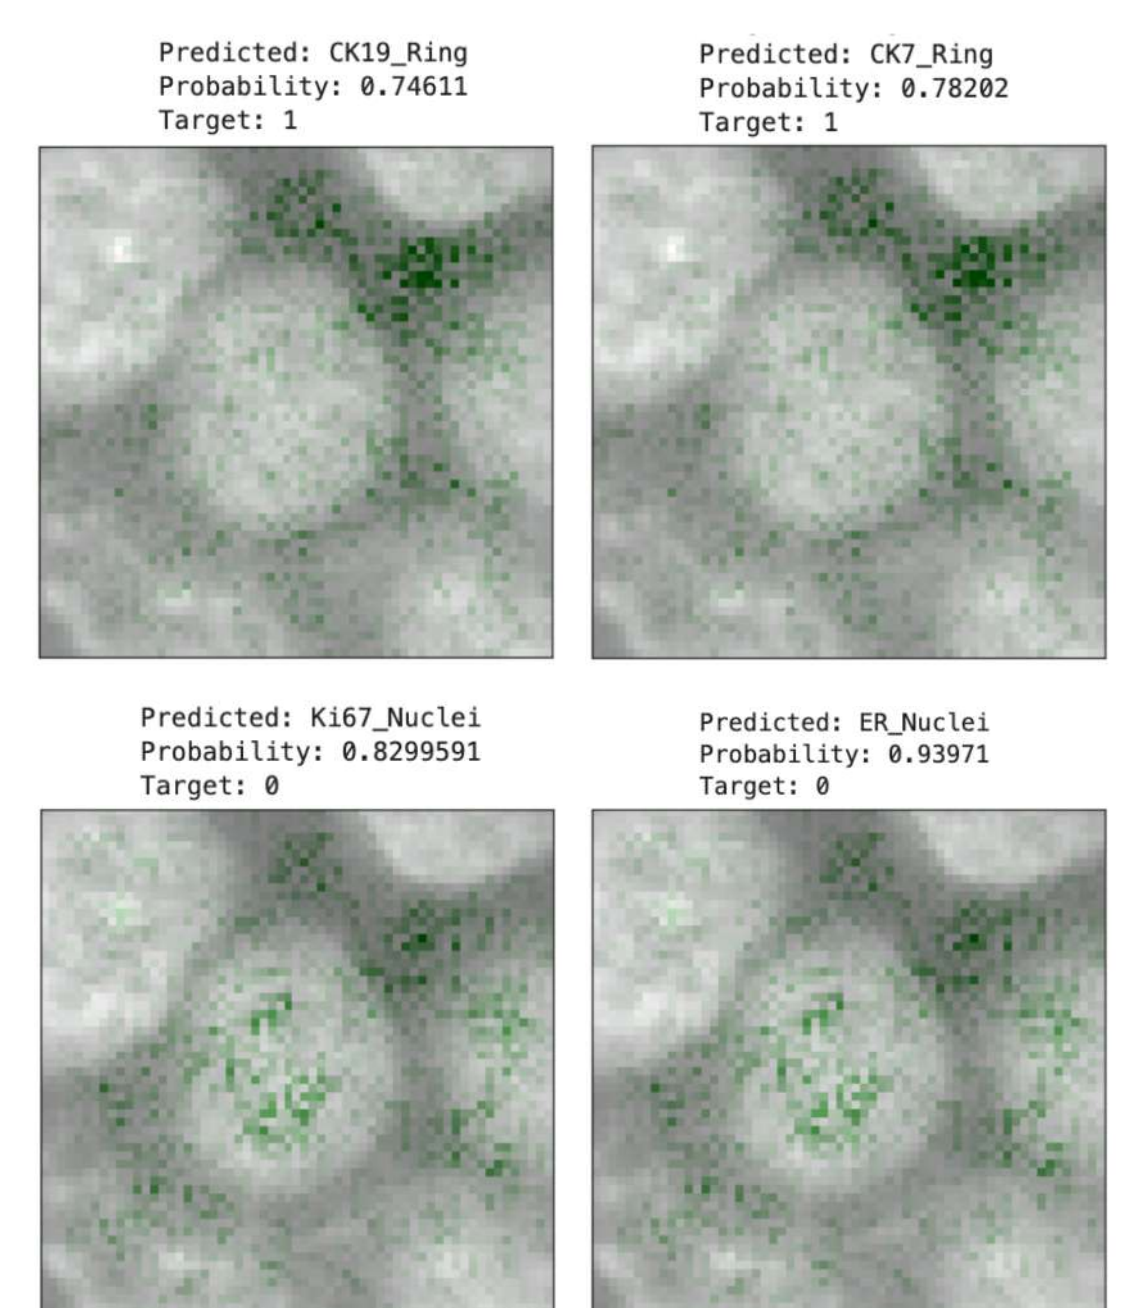 Predicted: CK19_Ring
Probability: 0.74611
Target: 1
Predicted: CK7_Ring
Probability: 0.78202
Target: 1
Predicted: Ki67_Nuclei
Probability: 0.8299591
Target: 0
Predicted: ER_Nuclei
Probability: 0.93971
Target: 0